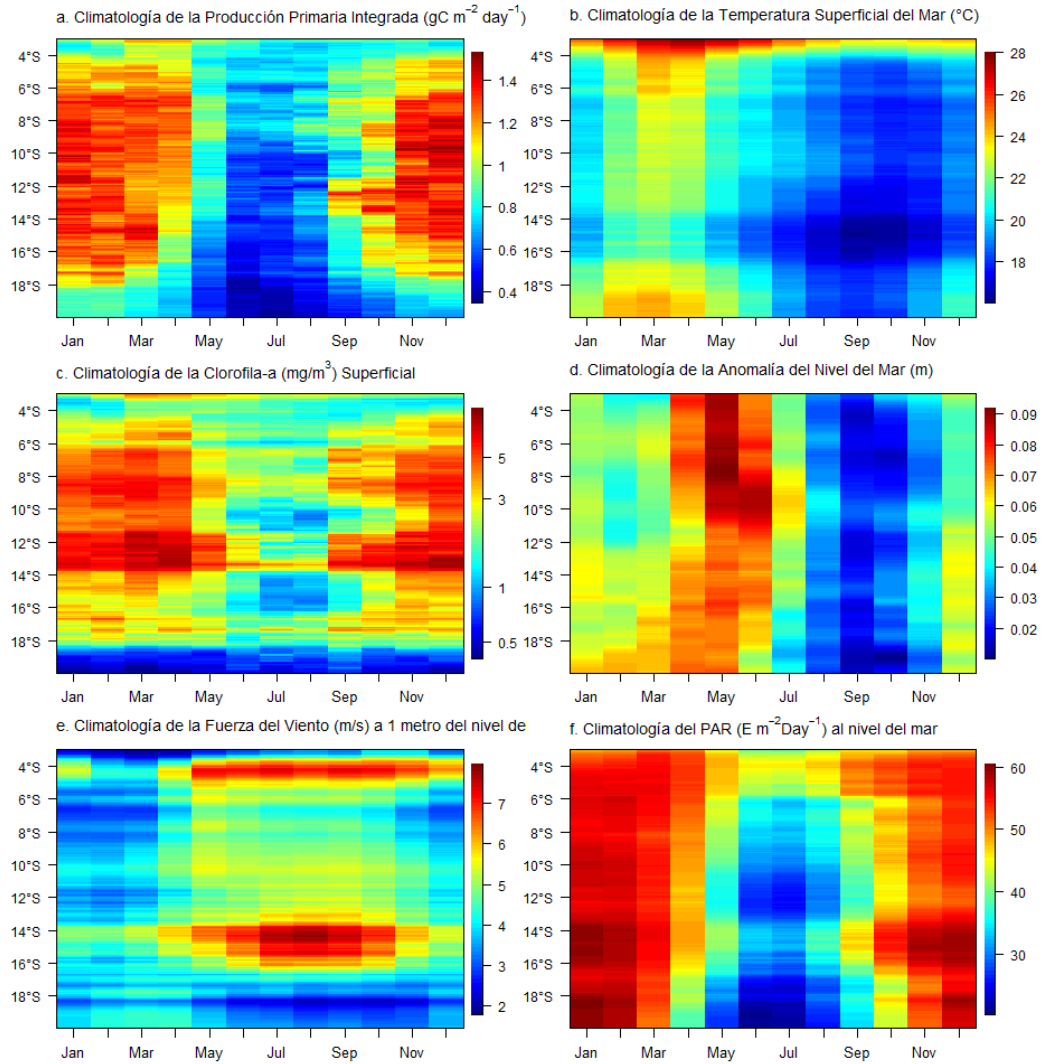 a. Climatología de la Producción Primaria Integrada (gC m⁻² day⁻¹)
4°S
6°S
8°S
10°S
12°S
14°S
16°S
18°S
1.4
1.2
1
0.8
0.6
0.4
Jan Mar May Jul Sep Nov
b. Climatología de la Temperatura Superficial del Mar (°C)
4°S
6°S
8°S
10°S
12°S
14°S
16°S
18°S
28
26
24
22
20
18
Jan Mar May Jul Sep Nov
c. Climatología de la Clorofila-a (mg/m³) Superficial
4°S
6°S
8°S
10°S
12°S
14°S
16°S
18°S
5
3
1
0.5
Jan Mar May Jul Sep Nov
d. Climatología de la Anomalía del Nivel del Mar (m)
4°S
6°S
8°S
10°S
12°S
14°S
16°S
18°S
0.09
0.08
0.07
0.06
0.05
0.04
0.03
0.02
Jan Mar May Jul Sep Nov
e. Climatología de la Fuerza del Viento (m/s) a 1 metro del nivel de
4°S
6°S
8°S
10°S
12°S
14°S
16°S
18°S
7
6
5
4
3
2
Jan Mar May Jul Sep Nov
f. Climatología del PAR (E m⁻²Day⁻¹) al nivel del mar
4°S
6°S
8°S
10°S
12°S
14°S
16°S
18°S
60
50
40
30
Jan Mar May Jul Sep Nov